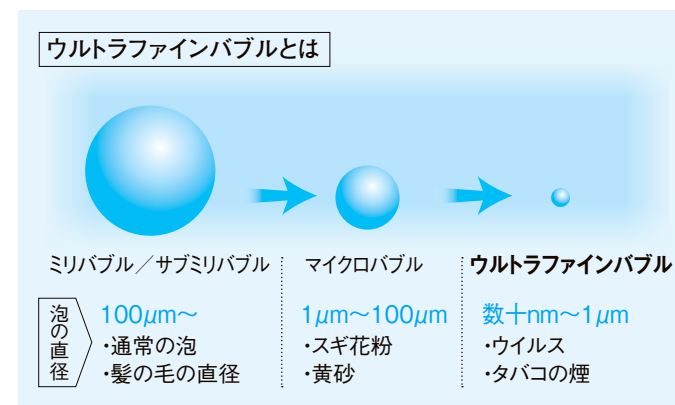 ウルトラファインバブルとは
ミリバブル／サブミリバブル
マイクロバブル
ウルトラファインバブル
泡の直径
100μm〜
・通常の泡
・髪の毛の直径
1μm〜100μm
・スギ花粉
・黄砂
数十nm〜1μm
・ウイルス
・タバコの煙